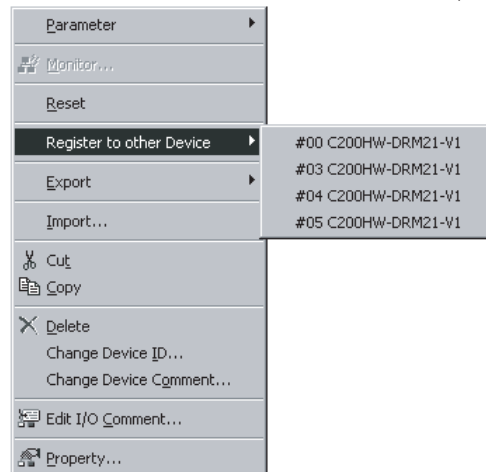 Parameter
Monitor...
Reset
Register to other Device
#00 C200HW-DRM21-V1
#03 C200HW-DRM21-V1
#04 C200HW-DRM21-V1
#05 C200HW-DRM21-V1
Export
Import...
Cut
Copy
Delete
Change Device ID...
Change Device Comment...
Edit I/O Comment...
Property...